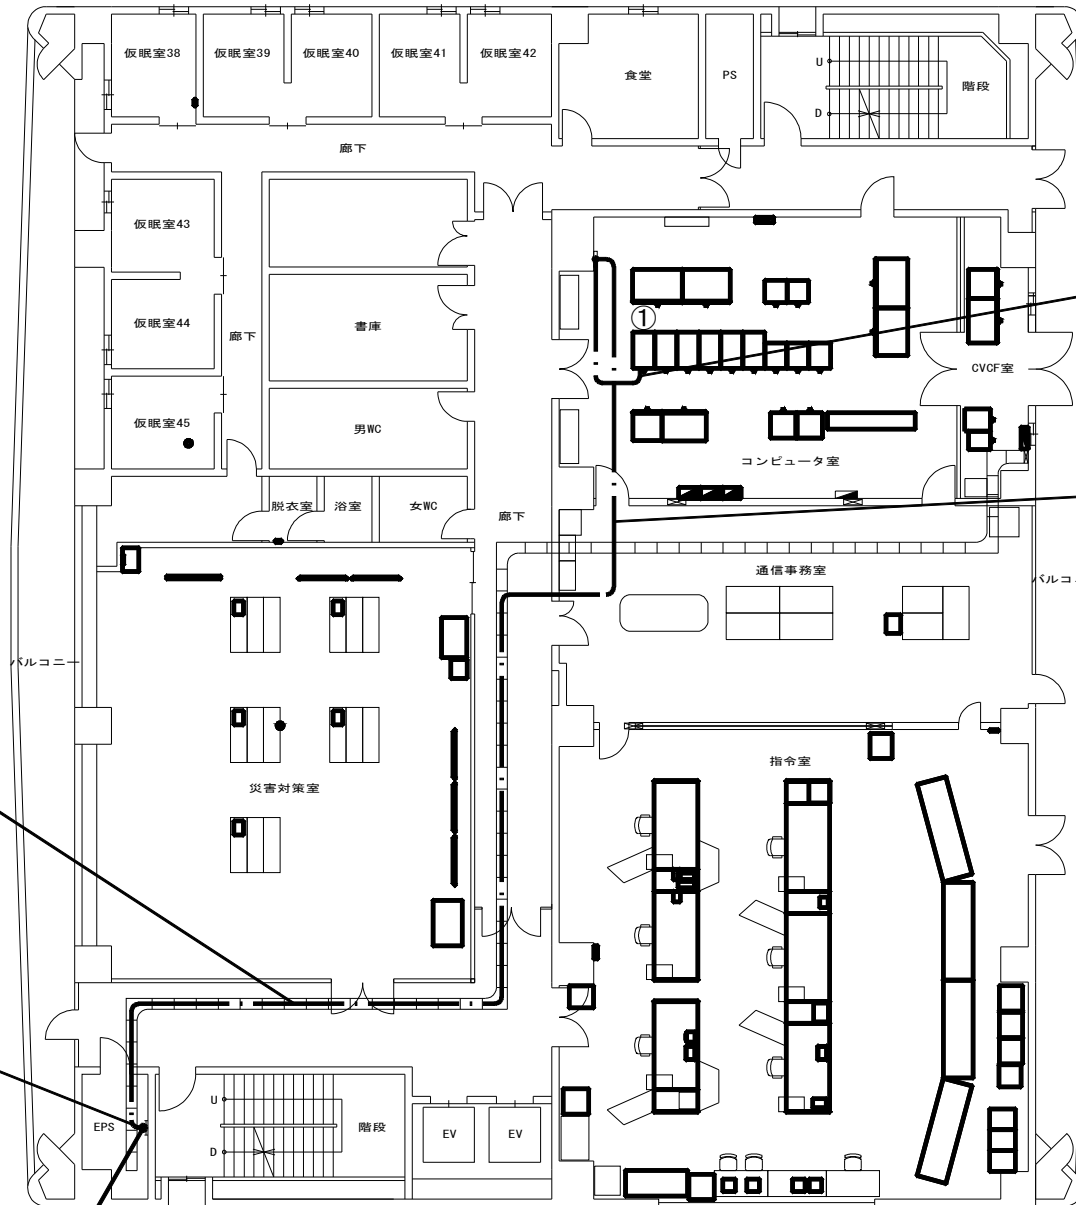 仮眠室38
仮眠室39
仮眠室40
仮眠室41
仮眠室42
食堂
PS
U
D
階段
廊下
仮眠室43
仮眠室44
仮眠室45
廊下
書庫
男WC
脱衣室
浴室
女WC
廊下
①
コンピュータ室
CVCF室
通信事務室
バルコニー
バルコ
災害対策室
指令室
EPS
U
D
階段
EV
EV